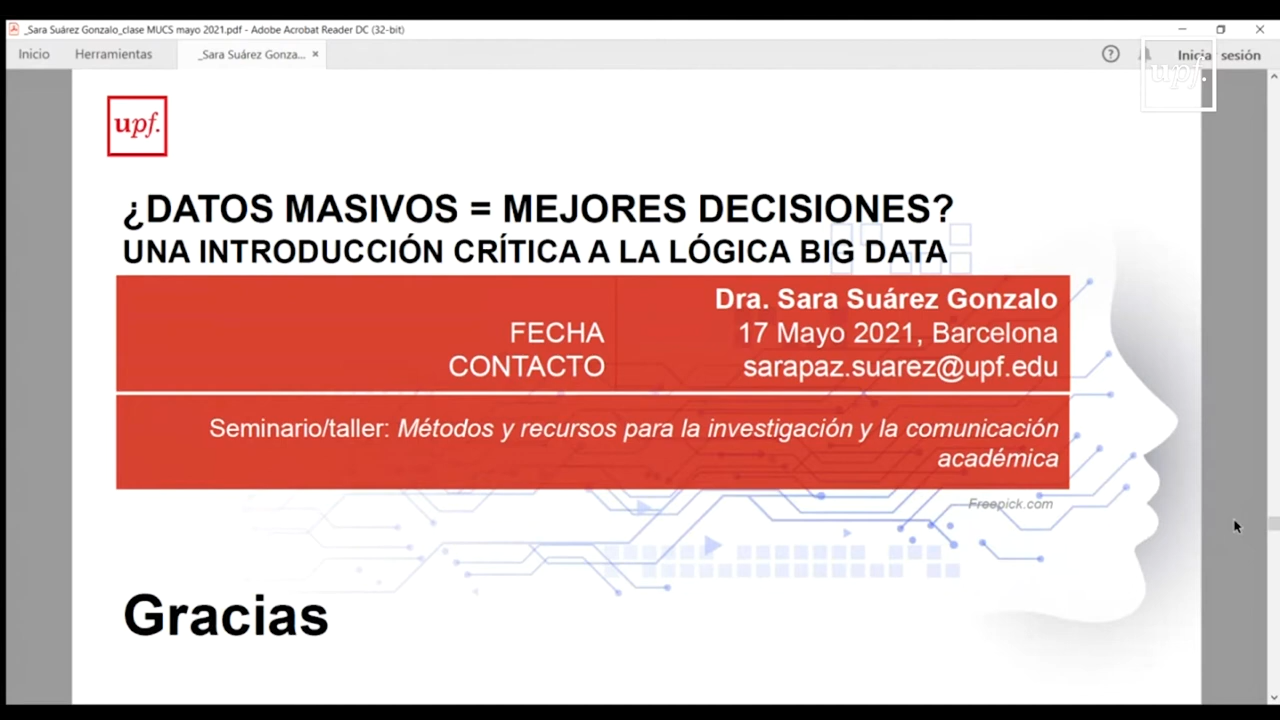 _Sara Suárez Gonzalo_clase MUCS mayo 2021.pdf - Adobe Acrobat Reader DC (32-bit)
Inicio
Herramientas
_Sara Suárez Gonza...
Iniciar sesión
upf.
upf.
¿DATOS MASIVOS = MEJORES DECISIONES?
UNA INTRODUCCIÓN CRÍTICA A LA LÓGICA BIG DATA
Dra. Sara Suárez Gonzalo
FECHA 17 Mayo 2021, Barcelona
CONTACTO sarapaz.suarez@upf.edu
Seminario/taller: Métodos y recursos para la investigación y la comunicación
académica
Freepick.com
Gracias